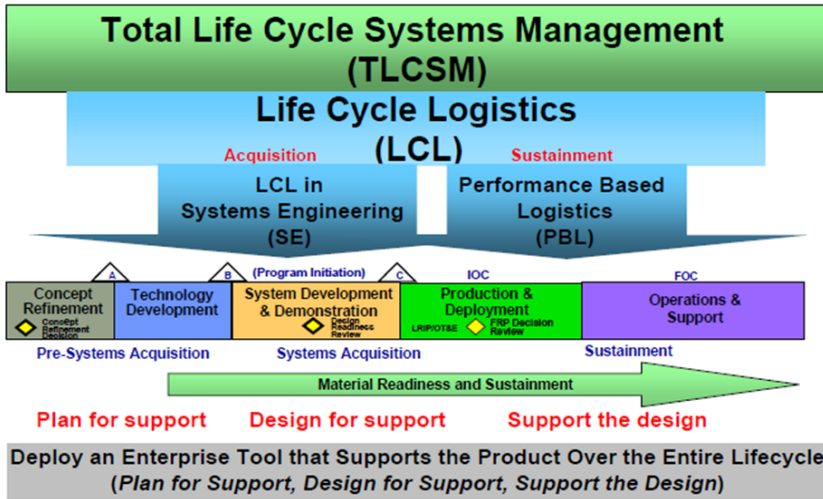 Total Life Cycle Systems Management
(TLCSM)
Life Cycle Logistics
(LCL)
Acquisition
Sustainment
LCL in
Systems Engineering
(SE)
Performance Based
Logistics
(PBL)
A
B
(Program Initiation)
C
IOC
FOC
Concept
Refinement
Concept
Refinement
Decision
Technology
Development
System Development
& Demonstration
Design
Readiness
Review
Production &
Deployment
LRIP/OT&E
FRP Decision
Review
Operations &
Support
Pre-Systems Acquisition
Systems Acquisition
Sustainment
Material Readiness and Sustainment
Plan for support
Design for support
Support the design
Deploy an Enterprise Tool that Supports the Product Over the Entire Lifecycle
(Plan for Support, Design for Support, Support the Design)